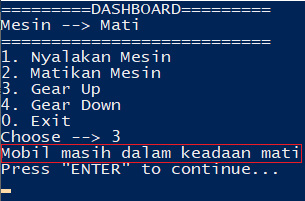 =========DASHBOARD=========
Mesin --> Mati
===========================
1. Nyalakan Mesin
2. Matikan Mesin
3. Gear Up
4. Gear Down
0. Exit
Choose --> 3
Mobil masih dalam keadaan mati
Press "ENTER" to continue...